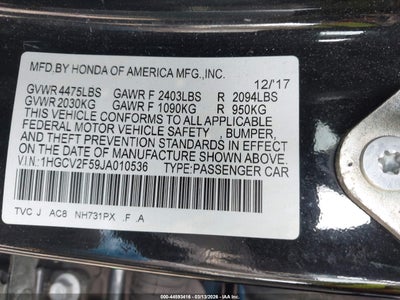 MFD.BY HONDA OF AMERICA MFG.,INC.
12/'17
GVWR 4475LBS GAWR F 2403LBS R 2094LBS
GVWR 2030KG GAWR F 1090KG R 950KG
THIS VEHICLE CONFORMS TO ALL APPLICABLE
FEDERAL MOTOR VEHICLE SAFETY , BUMPER,
AND THEFT PREVENTION STANDARDS IN EFFECT
ON THE DATE OF MANUFACTURE SHOWN ABOVE.
V.I.N.:1HGCV2F59JA010536 TYPE:PASSENGER CAR
TVC J AC8 NH731PX .F .A
000-44593416 | 03/13/2026 | IAA Inc.